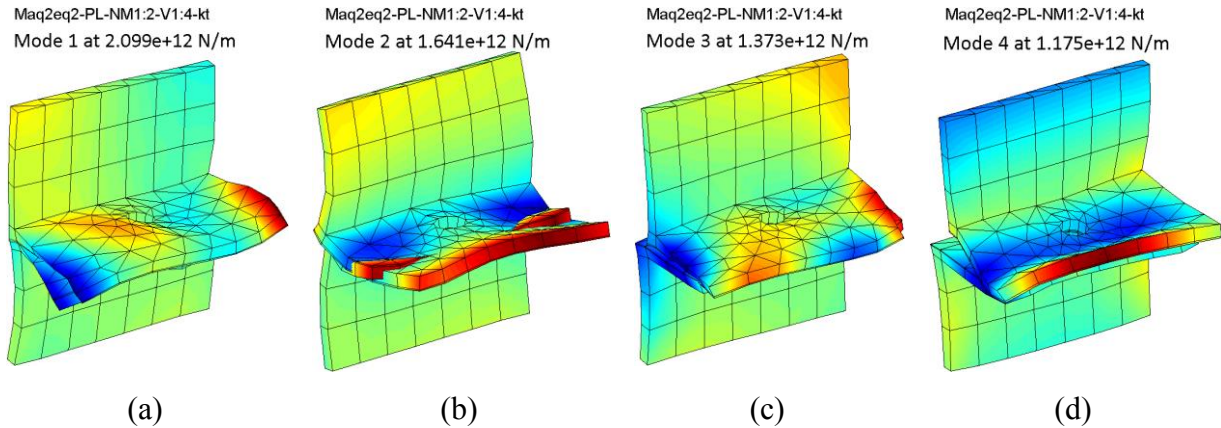 Maq2eq2-PL-NM1:2-V1:4-kt
Mode 1 at 2.099e+12 N/m
Maq2eq2-PL-NM1:2-V1:4-kt
Mode 2 at 1.641e+12 N/m
Maq2eq2-PL-NM1:2-V1:4-kt
Mode 3 at 1.373e+12 N/m
Maq2eq2-PL-NM1:2-V1:4-kt
Mode 4 at 1.175e+12 N/m
(a)
(b)
(c)
(d)